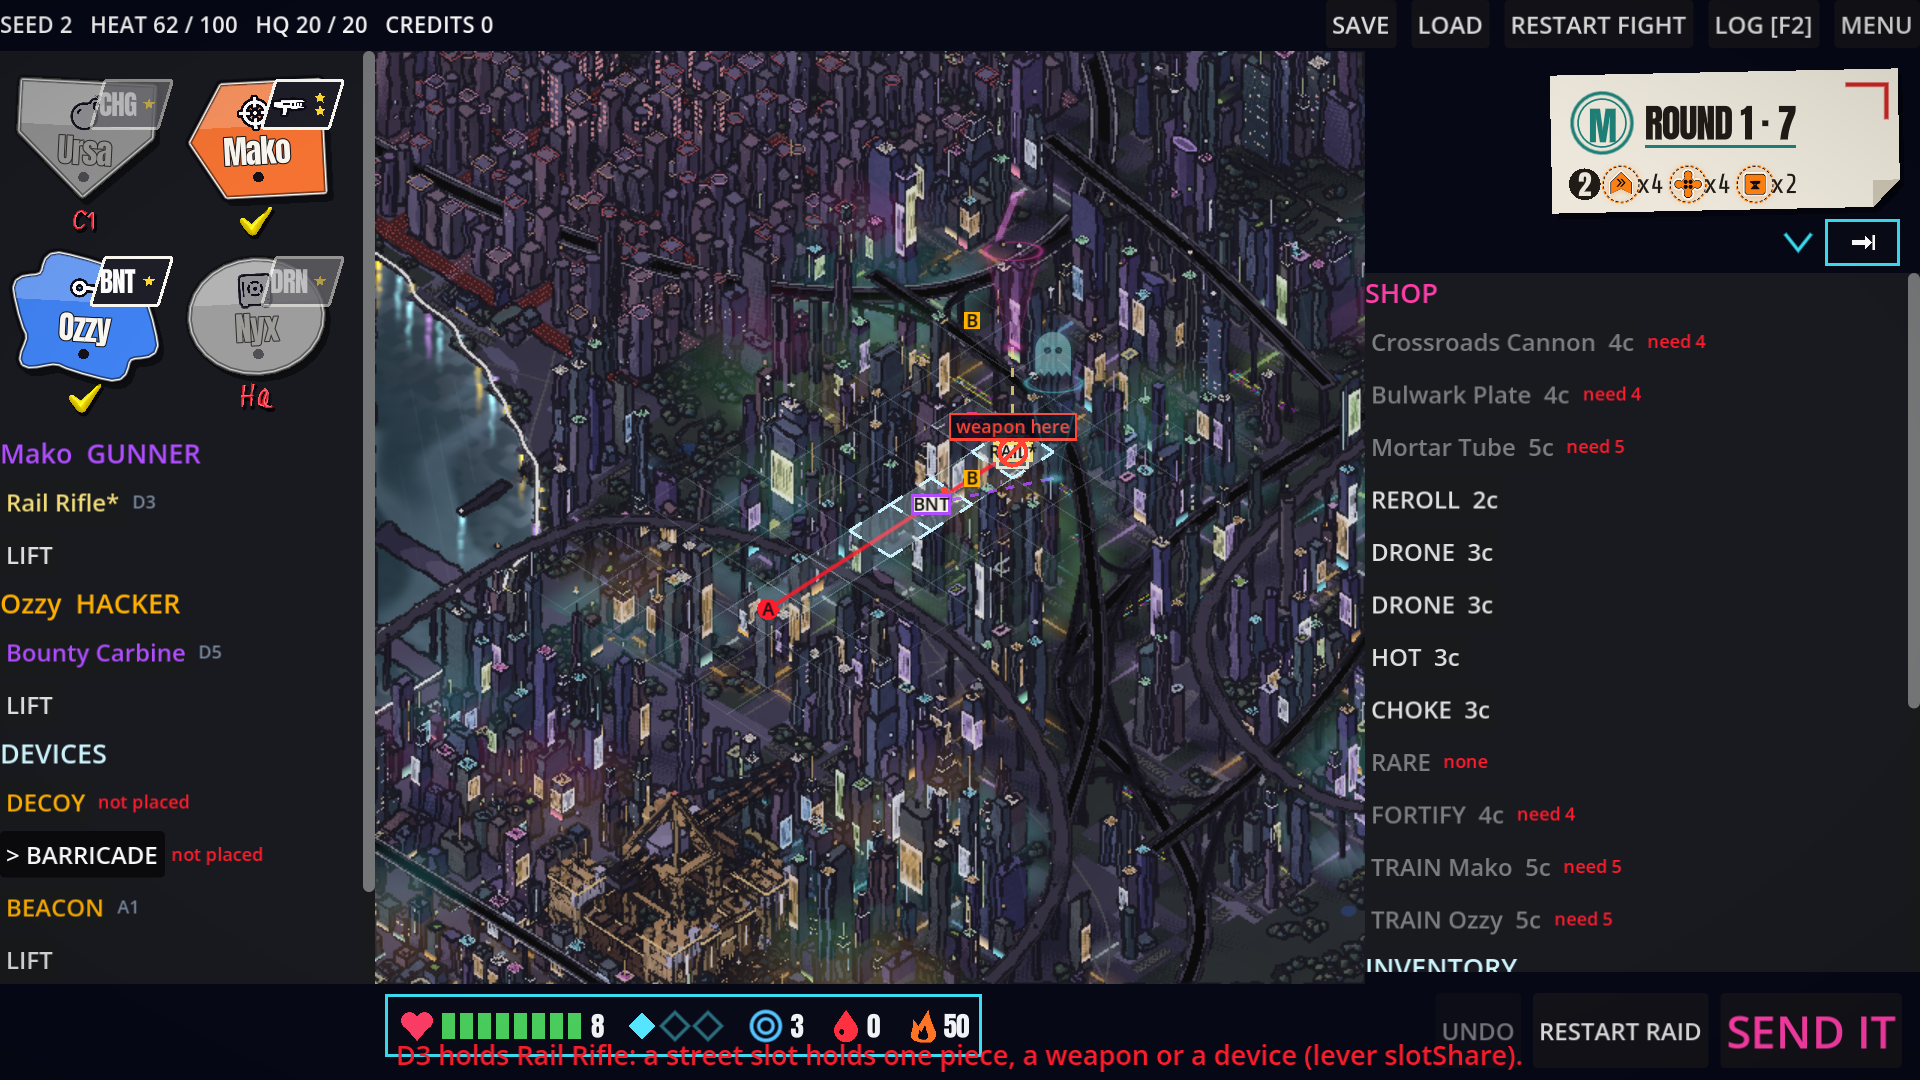 SEED 2 HEAT 62 / 100 HQ 20 / 20 CREDITS 0
SAVE LOAD RESTART FIGHT LOG [F2] MENU
CHG
Ursa
C1
Mako
BNT
Ozzy
DRN
Nyx
HQ
Mako GUNNER
Rail Rifle* D3
LIFT
Ozzy HACKER
Bounty Carbine D5
LIFT
DEVICES
DECOY not placed
> BARRICADE not placed
BEACON A1
LIFT
B
weapon here
B
BNT
A
M ROUND 1 · 7
2 x4 x4 x2
SHOP
Crossroads Cannon 4c need 4
Bulwark Plate 4c need 4
Mortar Tube 5c need 5
REROLL 2c
DRONE 3c
DRONE 3c
HOT 3c
CHOKE 3c
RARE none
FORTIFY 4c need 4
TRAIN Mako 5c need 5
TRAIN Ozzy 5c need 5
INVENTORY
8 3 0 50
D3 holds Rail Rifle: a street slot holds one piece, a weapon or a device (lever slotShare).
UNDO RESTART RAID SEND IT